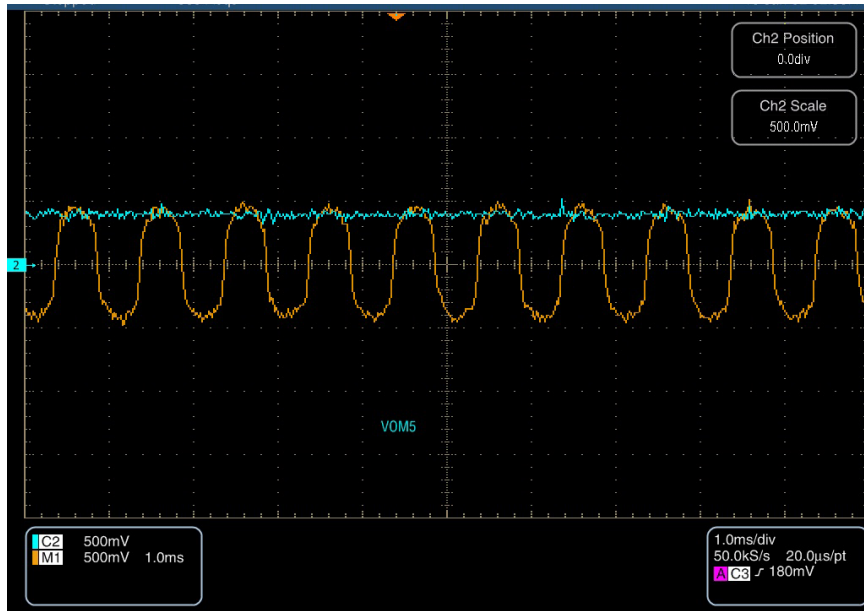 Ch2 Position
0.0div
Ch2 Scale
500.0mV
2
VOM5
C2 500mV
M1 500mV 1.0ms
1.0ms/div
50.0kS/s 20.0µs/pt
A C3 ∫ 180mV